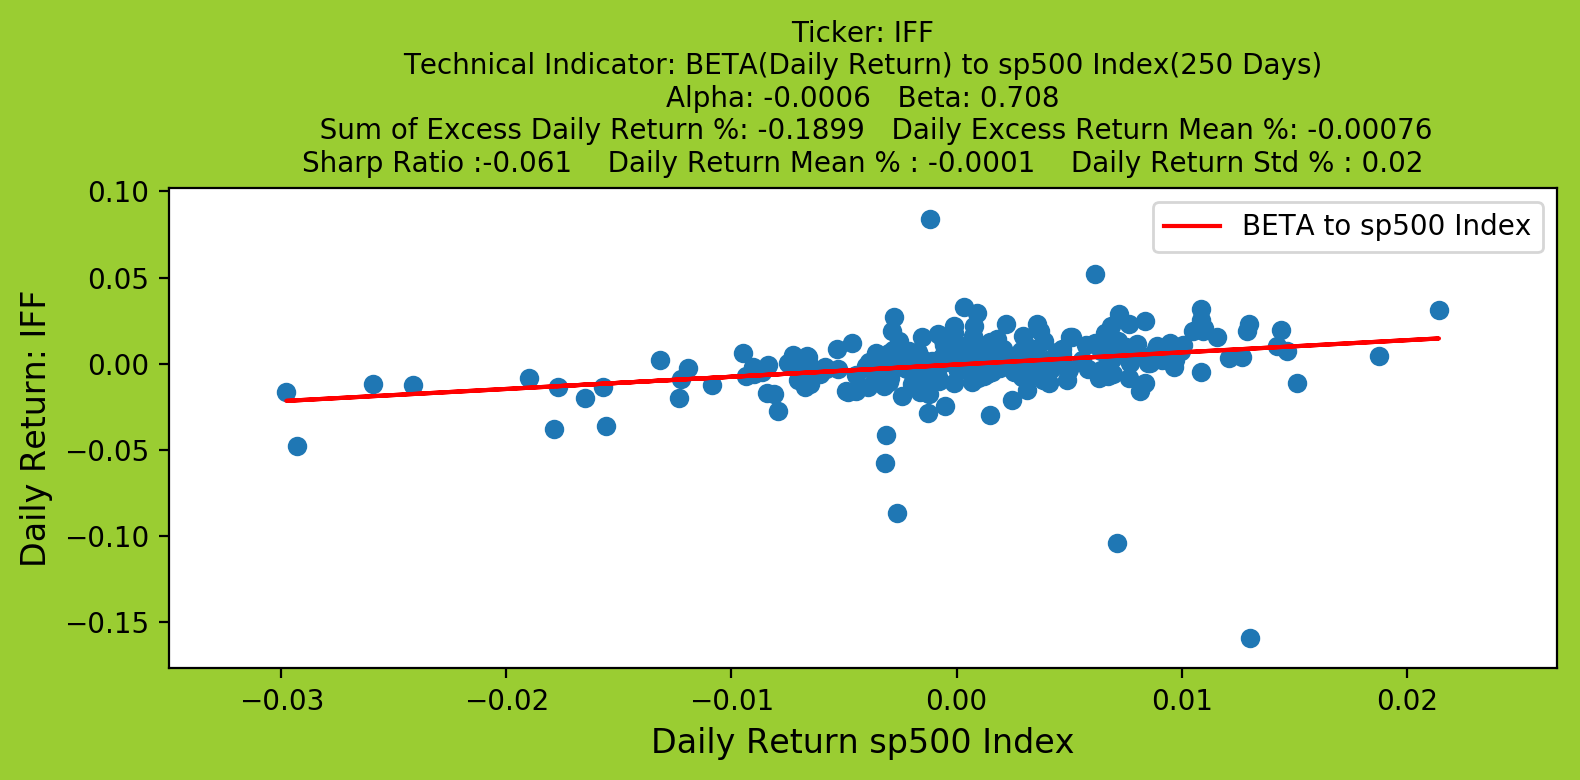 Ticker: IFF
Technical Indicator: BETA(Daily Return) to sp500 Index(250 Days)
Alpha: -0.0006   Beta: 0.708
Sum of Excess Daily Return %: -0.1899   Daily Excess Return Mean %: -0.00076
Sharp Ratio :-0.061    Daily Return Mean % : -0.0001    Daily Return Std % : 0.02
BETA to sp500 Index
Daily Return: IFF
0.10
0.05
0.00
−0.05
−0.10
−0.15
−0.03
−0.02
−0.01
0.00
0.01
0.02
Daily Return sp500 Index